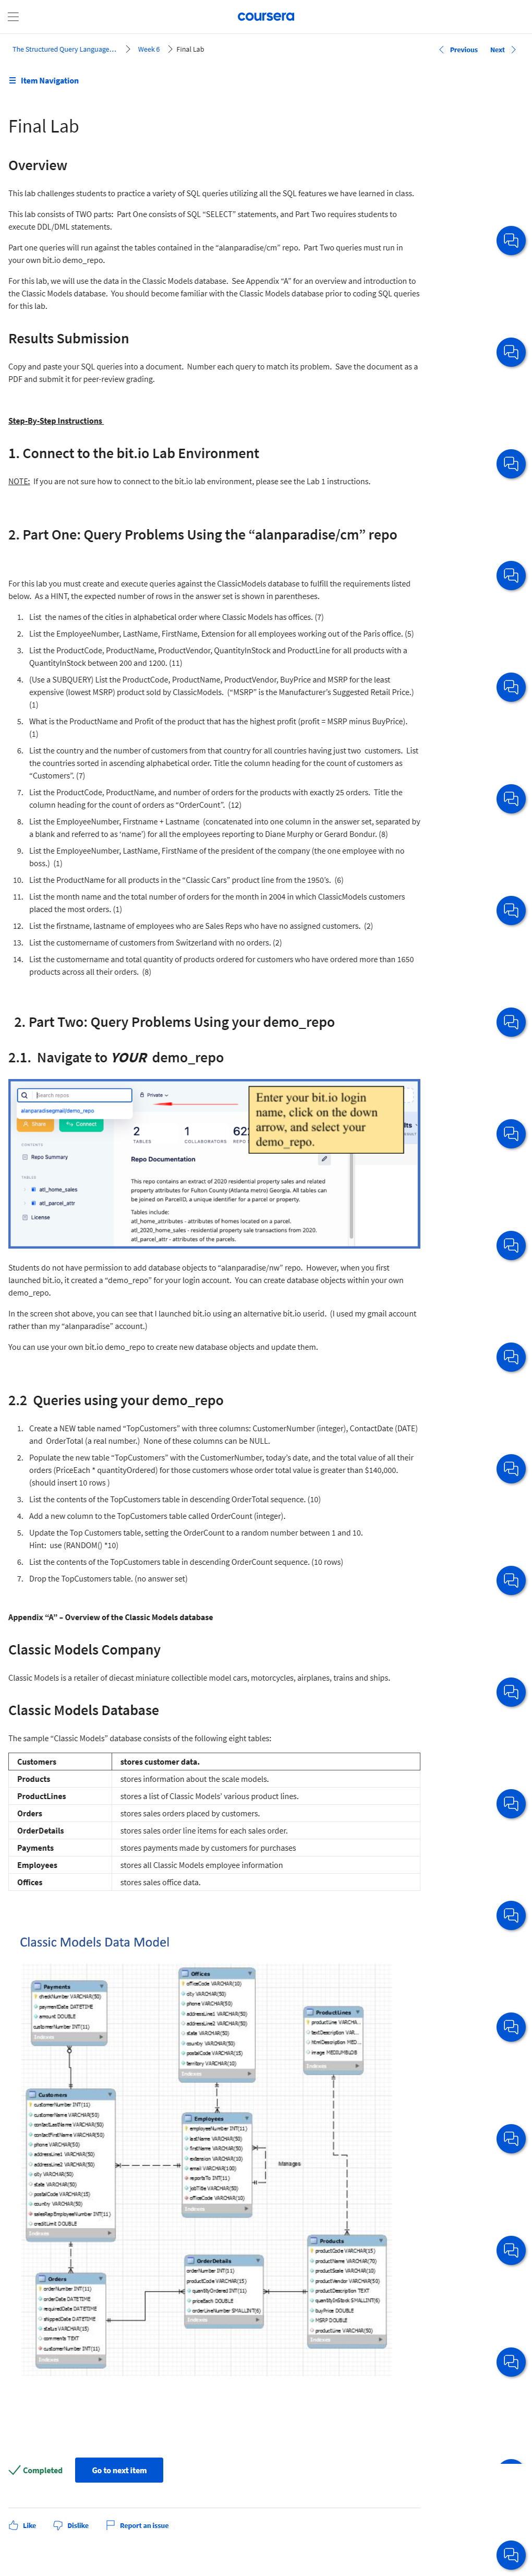 coursera
The Structured Query Language... > Week 6 > Final Lab
Previous Next
Item Navigation
Final Lab
Overview
This lab challenges students to practice a variety of SQL queries utilizing all the SQL features we have learned in class.
This lab consists of TWO parts: Part One consists of SQL “SELECT” statements, and Part Two requires students to
execute DDL/DML statements.
Part one queries will run against the tables contained in the “alanparadise/cm” repo. Part Two queries must run in
your own bit.io demo_repo.
For this lab, we will use the data in the Classic Models database. See Appendix “A” for an overview and introduction to
the Classic Models database. You should become familiar with the Classic Models database prior to coding SQL queries
for this lab.
Results Submission
Copy and paste your SQL queries into a document. Number each query to match its problem. Save the document as a
PDF and submit it for peer-review grading.
Step-By-Step Instructions
1. Connect to the bit.io Lab Environment
NOTE: If you are not sure how to connect to the bit.io lab environment, please see the Lab 1 instructions.
2. Part One: Query Problems Using the “alanparadise/cm” repo
For this lab you must create and execute queries against the ClassicModels database to fulfill the requirements listed
below. As a HINT, the expected number of rows in the answer set is shown in parentheses.
1. List the names of the cities in alphabetical order where Classic Models has offices. (7)
2. List the EmployeeNumber, LastName, FirstName, Extension for all employees working out of the Paris office. (5)
3. List the ProductCode, ProductName, ProductVendor, QuantityInStock and ProductLine for all products with a
QuantityInStock between 200 and 1200. (11)
4. (Use a SUBQUERY) List the ProductCode, ProductName, ProductVendor, BuyPrice and MSRP for the least
expensive (lowest MSRP) product sold by ClassicModels. (“MSRP” is the Manufacturer’s Suggested Retail Price.)
(1)
5. What is the ProductName and Profit of the product that has the highest profit (profit = MSRP minus BuyPrice).
(1)
6. List the country and the number of customers from that country for all countries having just two customers. List
the countries sorted in ascending alphabetical order. Title the column heading for the count of customers as
“Customers”. (7)
7. List the ProductCode, ProductName, and number of orders for the products with exactly 25 orders. Title the
column heading for the count of orders as “OrderCount”. (12)
8. List the EmployeeNumber, Firstname + Lastname (concatenated into one column in the answer set, separated by
a blank and referred to as ‘name’) for all the employees reporting to Diane Murphy or Gerard Bondur. (8)
9. List the EmployeeNumber, LastName, FirstName of the president of the company (the one employee with no
boss.) (1)
10. List the ProductName for all products in the “Classic Cars” product line from the 1950’s. (6)
11. List the month name and the total number of orders for the month in 2004 in which ClassicModels customers
placed the most orders. (1)
12. List the firstname, lastname of employees who are Sales Reps who have no assigned customers. (2)
13. List the customername of customers from Switzerland with no orders. (2)
14. List the customername and total quantity of products ordered for customers who have ordered more than 1650
products across all their orders. (8)
2. Part Two: Query Problems Using your demo_repo
2.1. Navigate to YOUR demo_repo
Search repos
Private
alanparadisegmail/demo_repo
Share Connect
2 TABLES
1 COLLABORATORS
Enter your bit.io login
name, click on the down
arrow, and select your
demo_repo.
CONTENTS
Repo Summary
TABLES
atl_home_sales
atl_parcel_attr
License
Repo Documentation
This repo contains an extract of 2020 residential property sales and related
property attributes for Fulton County (Atlanta metro) Georgia. All tables can
be joined on ParcelID, a unique identifier for a parcel or property.
Tables include:
atl_home_attributes - attributes of homes located on a parcel.
atl_2020_home_sales - residential property sale transactions from 2020.
atl_parcel_attr - attributes of the parcels.
Students do not have permission to add database objects to “alanparadise/nw” repo. However, when you first
launched bit.io, it created a “demo_repo” for your login account. You can create database objects within your own
demo_repo.
In the screen shot above, you can see that I launched bit.io using an alternative bit.io userid. (I used my gmail account
rather than my “alanparadise” account.)
You can use your own bit.io demo_repo to create new database objects and update them.
2.2 Queries using your demo_repo
1. Create a NEW table named “TopCustomers” with three columns: CustomerNumber (integer), ContactDate (DATE)
and OrderTotal (a real number.) None of these columns can be NULL.
2. Populate the new table “TopCustomers” with the CustomerNumber, today’s date, and the total value of all their
orders (PriceEach * quantityOrdered) for those customers whose order total value is greater than $140,000.
(should insert 10 rows )
3. List the contents of the TopCustomers table in descending OrderTotal sequence. (10)
4. Add a new column to the TopCustomers table called OrderCount (integer).
5. Update the Top Customers table, setting the OrderCount to a random number between 1 and 10.
Hint: use (RANDOM() *10)
6. List the contents of the TopCustomers table in descending OrderCount sequence. (10 rows)
7. Drop the TopCustomers table. (no answer set)
Appendix “A” – Overview of the Classic Models database
Classic Models Company
Classic Models is a retailer of diecast miniature collectible model cars, motorcycles, airplanes, trains and ships.
Classic Models Database
The sample “Classic Models” database consists of the following eight tables:
Customers stores customer data.
Products stores information about the scale models.
ProductLines stores a list of Classic Models’ various product lines.
Orders stores sales orders placed by customers.
OrderDetails stores sales order line items for each sales order.
Payments stores payments made by customers for purchases
Employees stores all Classic Models employee information
Offices stores sales office data.
Classic Models Data Model
Payments
checkNumber VARCHAR(50)
paymentDate DATETIME
amount DOUBLE
customerNumber INT(11)
Indexes
Offices
officeCode VARCHAR(10)
city VARCHAR(50)
phone VARCHAR(50)
addressLine1 VARCHAR(50)
addressLine2 VARCHAR(50)
state VARCHAR(50)
country VARCHAR(50)
postalCode VARCHAR(15)
territory VARCHAR(10)
Indexes
ProductLines
productLine VARCHA...
textDescription VAR...
htmlDescription MED...
image MEDIUMBLOB
Indexes
Customers
customerNumber INT(11)
customerName VARCHAR(50)
contactLastName VARCHAR(50)
contactFirstName VARCHAR(50)
phone VARCHAR(50)
addressLine1 VARCHAR(50)
addressLine2 VARCHAR(50)
city VARCHAR(50)
state VARCHAR(50)
postalCode VARCHAR(15)
country VARCHAR(50)
salesRepEmployeeNumber INT(11)
creditLimit DOUBLE
Indexes
Employees
employeeNumber INT(11)
lastName VARCHAR(50)
firstName VARCHAR(50)
extension VARCHAR(10)
email VARCHAR(100)
reportsTo INT(11)
jobTitle VARCHAR(50)
officeCode VARCHAR(10)
Indexes
Manages
Orders
orderNumber INT(11)
orderDate DATETIME
requiredDate DATETIME
shippedDate DATETIME
status VARCHAR(15)
comments TEXT
customerNumber INT(11)
Indexes
OrderDetails
orderNumber INT(11)
productCode VARCHAR(15)
quantityOrdered INT(11)
priceEach DOUBLE
orderLineNumber SMALLINT(6)
Indexes
Products
productCode VARCHAR(15)
productName VARCHAR(70)
productScale VARCHAR(10)
productVendor VARCHAR(50)
productDescription TEXT
quantityInStock SMALLINT(6)
buyPrice DOUBLE
MSRP DOUBLE
productLine VARCHAR(50)
Indexes
Completed
Go to next item
Like Dislike Report an issue